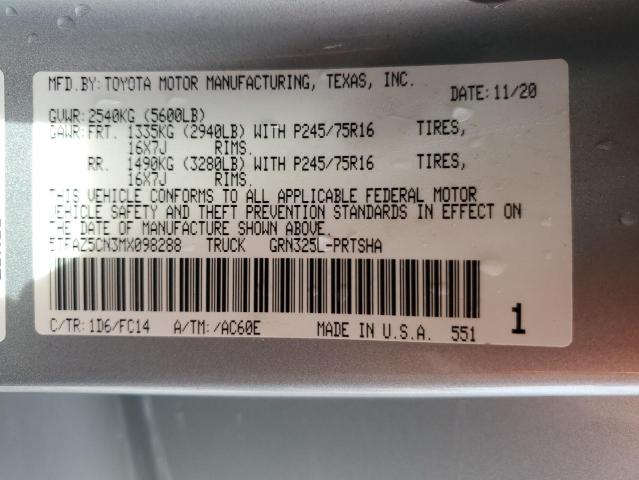 MFD.BY:TOYOTA MOTOR MANUFACTURING, TEXAS, INC.
DATE:11/20
GVWR:2540KG (5600LB)
GAWR:FRT. 1335KG (2940LB) WITH P245/75R16 TIRES,
16X7J RIMS.
RR. 1490KG (3280LB) WITH P245/75R16 TIRES,
16X7J RIMS.
THIS VEHICLE CONFORMS TO ALL APPLICABLE FEDERAL MOTOR
VEHICLE SAFETY AND THEFT PREVENTION STANDARDS IN EFFECT ON
THE DATE OF MANUFACTURE SHOWN ABOVE.
5TFAZ5CN3MX098288 TRUCK GRN325L-PRTSHA
C/TR:1D6/FC14 A/TM:/AC60E MADE IN U.S.A. 551 1